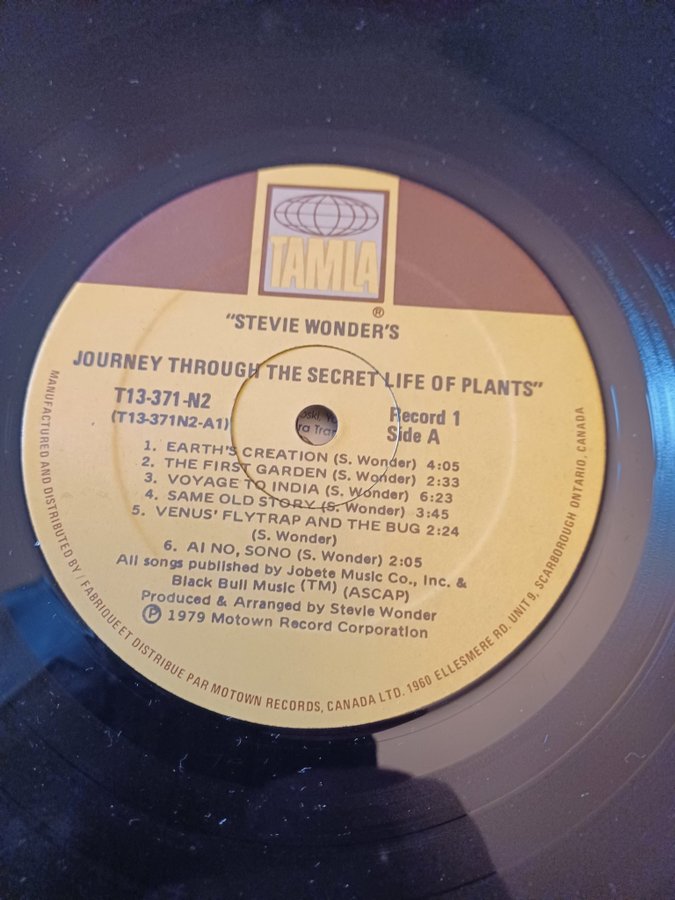 TAMLA
®
"STEVIE WONDER'S
JOURNEY THROUGH THE SECRET LIFE OF PLANTS"
T13-371-N2
(T13-371N2-A1)
Record 1
Side A
1. EARTH'S CREATION (S. Wonder) 4:05
2. THE FIRST GARDEN (S. Wonder) 2:33
3. VOYAGE TO INDIA (S. Wonder) 6:23
4. SAME OLD STORY (S. Wonder) 3:45
5. VENUS' FLYTRAP AND THE BUG 2:24
(S. Wonder)
6. AI NO, SONO (S. Wonder) 2:05
All songs published by Jobete Music Co., Inc. &
Black Bull Music (TM) (ASCAP)
Produced & Arranged by Stevie Wonder
℗ 1979 Motown Record Corporation
MANUFACTURED AND DISTRIBUTED BY / FABRIQUE ET DISTRIBUE PAR MOTOWN RECORDS, CANADA LTD. 1960 ELLESMERE RD. UNIT 9, SCARBOROUGH ONTARIO, CANADA